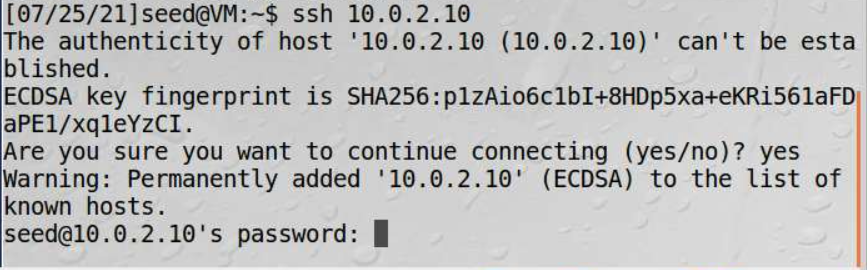 [07/25/21]seed@VM:~$ ssh 10.0.2.10
The authenticity of host '10.0.2.10 (10.0.2.10)' can't be esta
blished.
ECDSA key fingerprint is SHA256:p1zAio6c1bI+8HDp5xa+eKRi561aFD
aPE1/xq1eYzCI.
Are you sure you want to continue connecting (yes/no)? yes
Warning: Permanently added '10.0.2.10' (ECDSA) to the list of
known hosts.
seed@10.0.2.10's password: